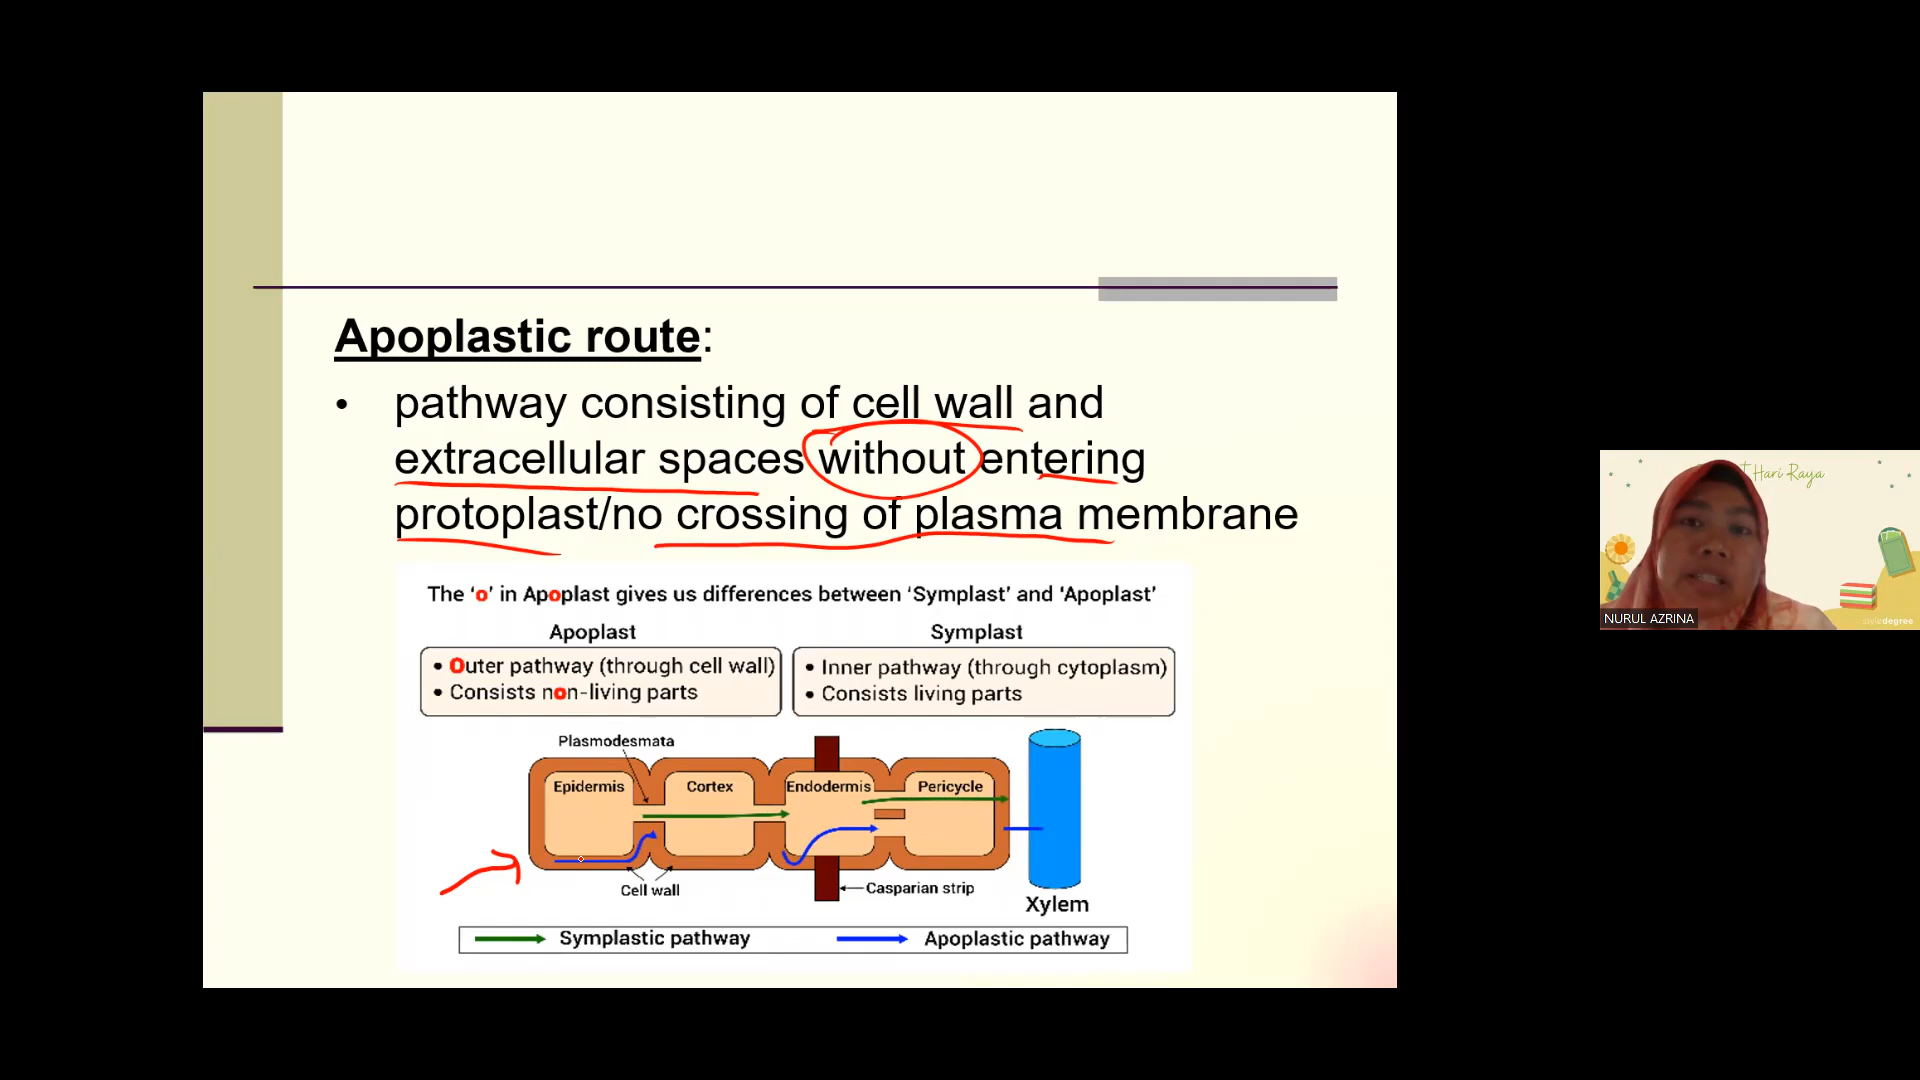 Apoplastic route:
• pathway consisting of cell wall and
extracellular spaces without entering
protoplast/no crossing of plasma membrane
The ‘o’ in Apoplast gives us differences between ‘Symplast’ and ‘Apoplast’
Apoplast
• Outer pathway (through cell wall)
• Consists non-living parts
Symplast
• Inner pathway (through cytoplasm)
• Consists living parts
Plasmodesmata
Epidermis
Cortex
Endodermis
Pericycle
Cell wall
Casparian strip
Xylem
Symplastic pathway
Apoplastic pathway
Hari Raya
NURUL AZRINA